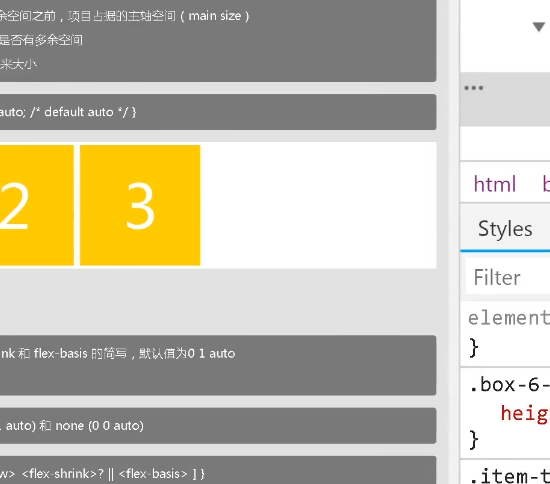 余空间之前，项目占据的主轴空间（main size）
是否有多余空间
来大小
auto; /* default auto */ }
2 3
nk 和 flex-basis 的简写，默认值为0 1 auto
auto) 和 none (0 0 auto)
w> <flex-shrink>? || <flex-basis> ] }
...
html b
Styles
Filter
element
}
.box-6-
heig
}
.item-t